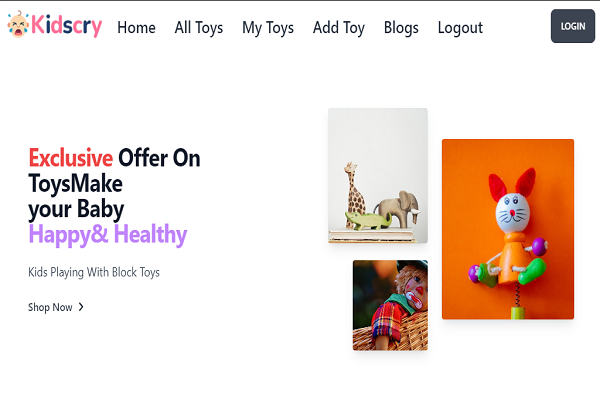 Kidscry Home All Toys My Toys Add Toy Blogs Logout LOGIN
Exclusive Offer On
ToysMake
your Baby
Happy& Healthy
Kids Playing With Block Toys
Shop Now